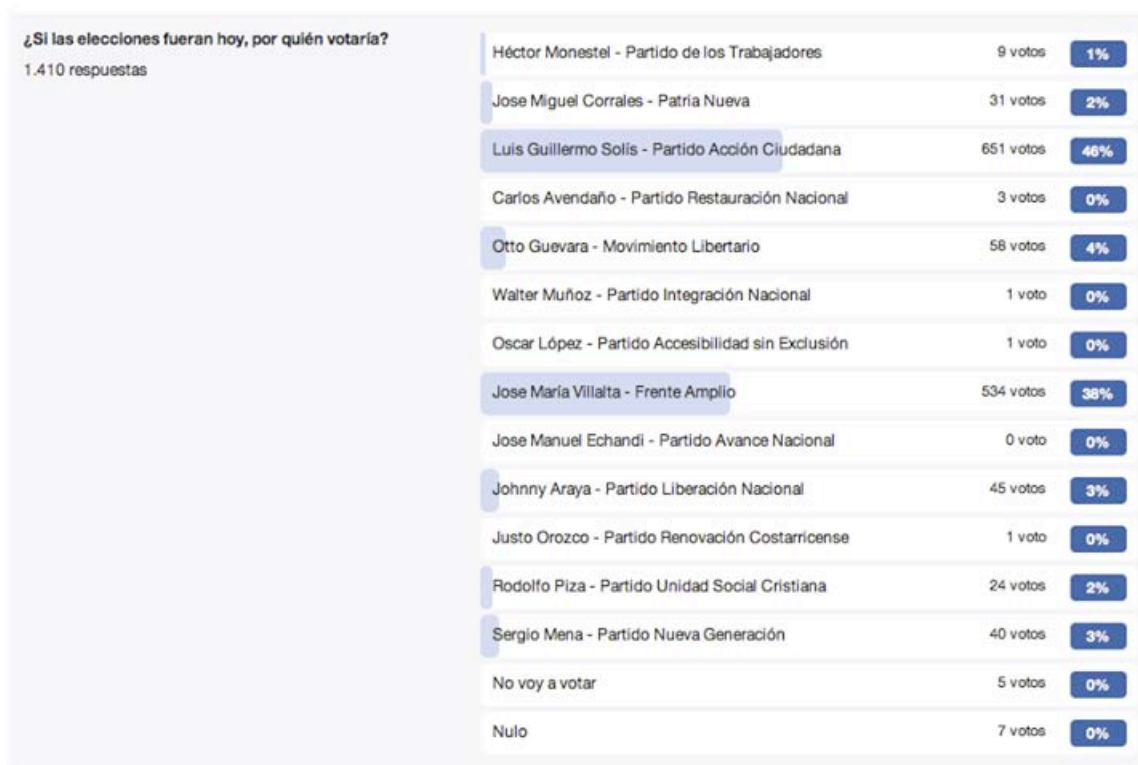 ¿Si las elecciones fueran hoy, por quién votaría?
1.410 respuestas
Héctor Monestel - Partido de los Trabajadores 9 votos 1%
Jose Miguel Corrales - Patria Nueva 31 votos 2%
Luis Guillermo Solís - Partido Acción Ciudadana 651 votos 46%
Carlos Avendaño - Partido Restauración Nacional 3 votos 0%
Otto Guevara - Movimiento Libertario 58 votos 4%
Walter Muñoz - Partido Integración Nacional 1 voto 0%
Oscar López - Partido Accesibilidad sin Exclusión 1 voto 0%
Jose María Villalta - Frente Amplio 534 votos 38%
Jose Manuel Echandi - Partido Avance Nacional 0 voto 0%
Johnny Araya - Partido Liberación Nacional 45 votos 3%
Justo Orozco - Partido Renovación Costarricense 1 voto 0%
Rodolfo Piza - Partido Unidad Social Cristiana 24 votos 2%
Sergio Mena - Partido Nueva Generación 40 votos 3%
No voy a votar 5 votos 0%
Nulo 7 votos 0%